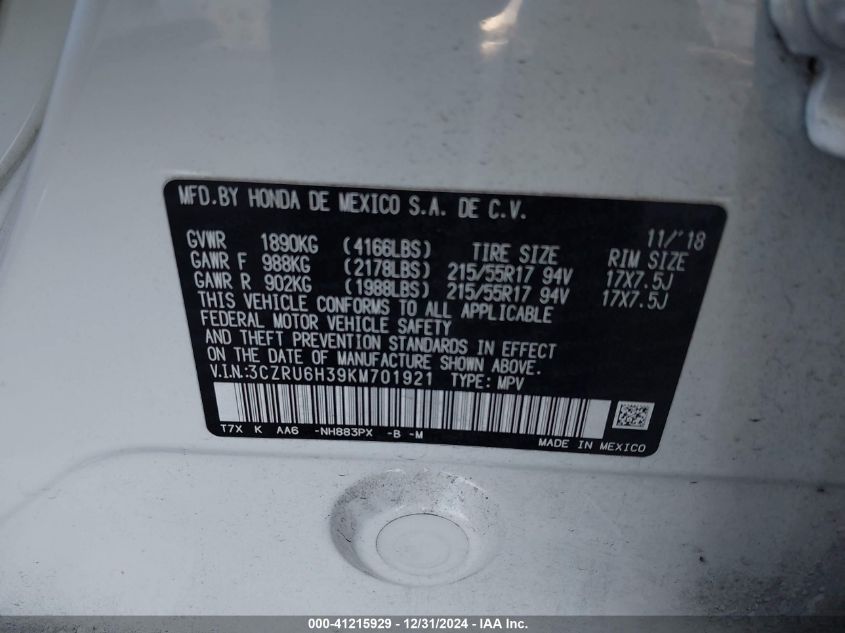 MFD.BY HONDA DE MEXICO S.A. DE C.V.
11/'18
GVWR 1890KG (4166LBS) TIRE SIZE RIM SIZE
GAWR F 988KG (2178LBS) 215/55R17 94V 17X7.5J
GAWR R 902KG (1988LBS) 215/55R17 94V 17X7.5J
THIS VEHICLE CONFORMS TO ALL APPLICABLE
FEDERAL MOTOR VEHICLE SAFETY
AND THEFT PREVENTION STANDARDS IN EFFECT
ON THE DATE OF MANUFACTURE SHOWN ABOVE.
V.I.N.:3CZRU6H39KM701921 TYPE: MPV
T7X K AA6 -NH883PX -B -M
MADE IN MEXICO
000-41215929 - 12/31/2024 - IAA Inc.